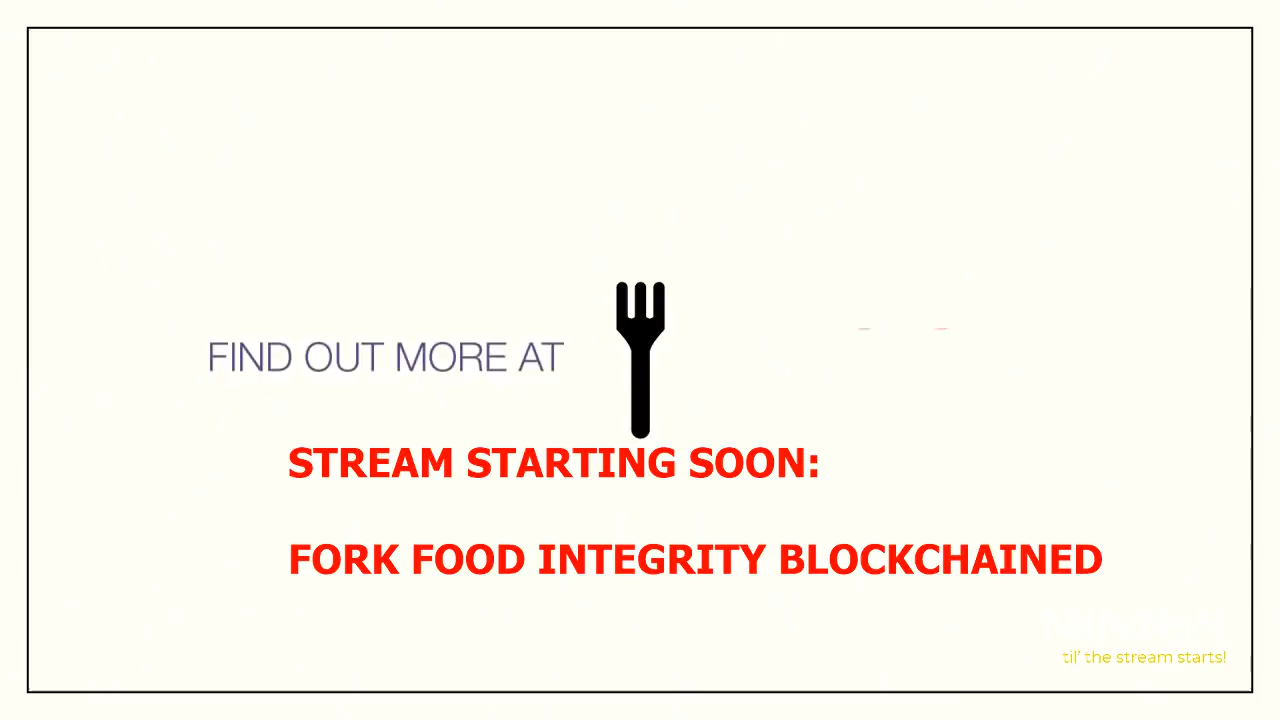 FIND OUT MORE AT
STREAM STARTING SOON:
FORK FOOD INTEGRITY BLOCKCHAINED
til' the stream starts!